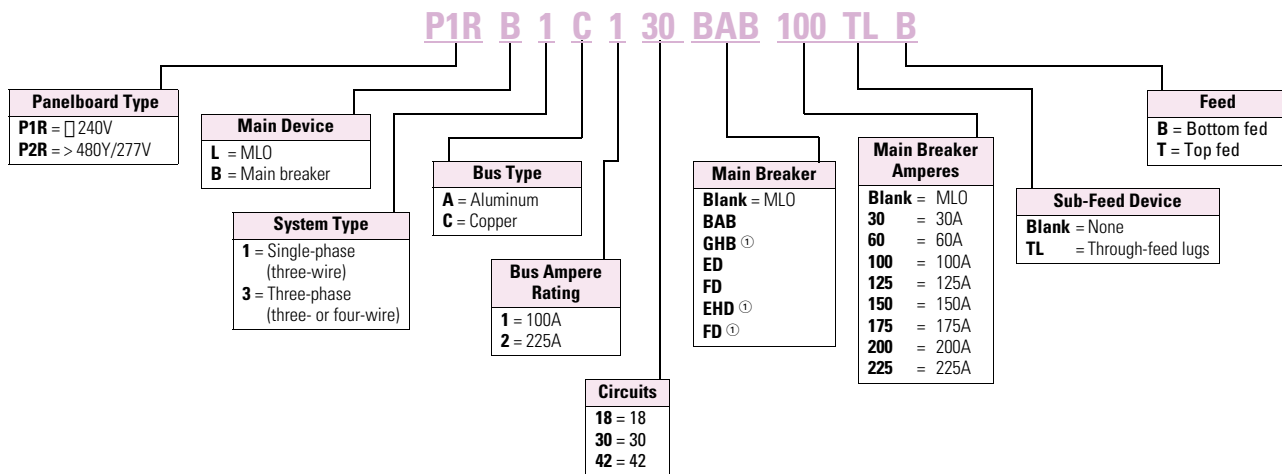 P1R B 1 C 1 30 BAB 100 TL B
Panelboard Type
P1R = 240V
P2R = > 480Y/277V
Main Device
L = MLO
B = Main breaker
System Type
1 = Single-phase
(three-wire)
3 = Three-phase
(three- or four-wire)
Bus Type
A = Aluminum
C = Copper
Bus Ampere
Rating
1 = 100A
2 = 225A
Circuits
18 = 18
30 = 30
42 = 42
Main Breaker
Blank = MLO
BAB
GHB ①
ED
FD
EHD ①
FD ①
Main Breaker
Amperes
Blank = MLO
30 = 30A
60 = 60A
100 = 100A
125 = 125A
150 = 150A
175 = 175A
200 = 200A
225 = 225A
Sub-Feed Device
Blank = None
TL = Through-feed lugs
Feed
B = Bottom fed
T = Top fed